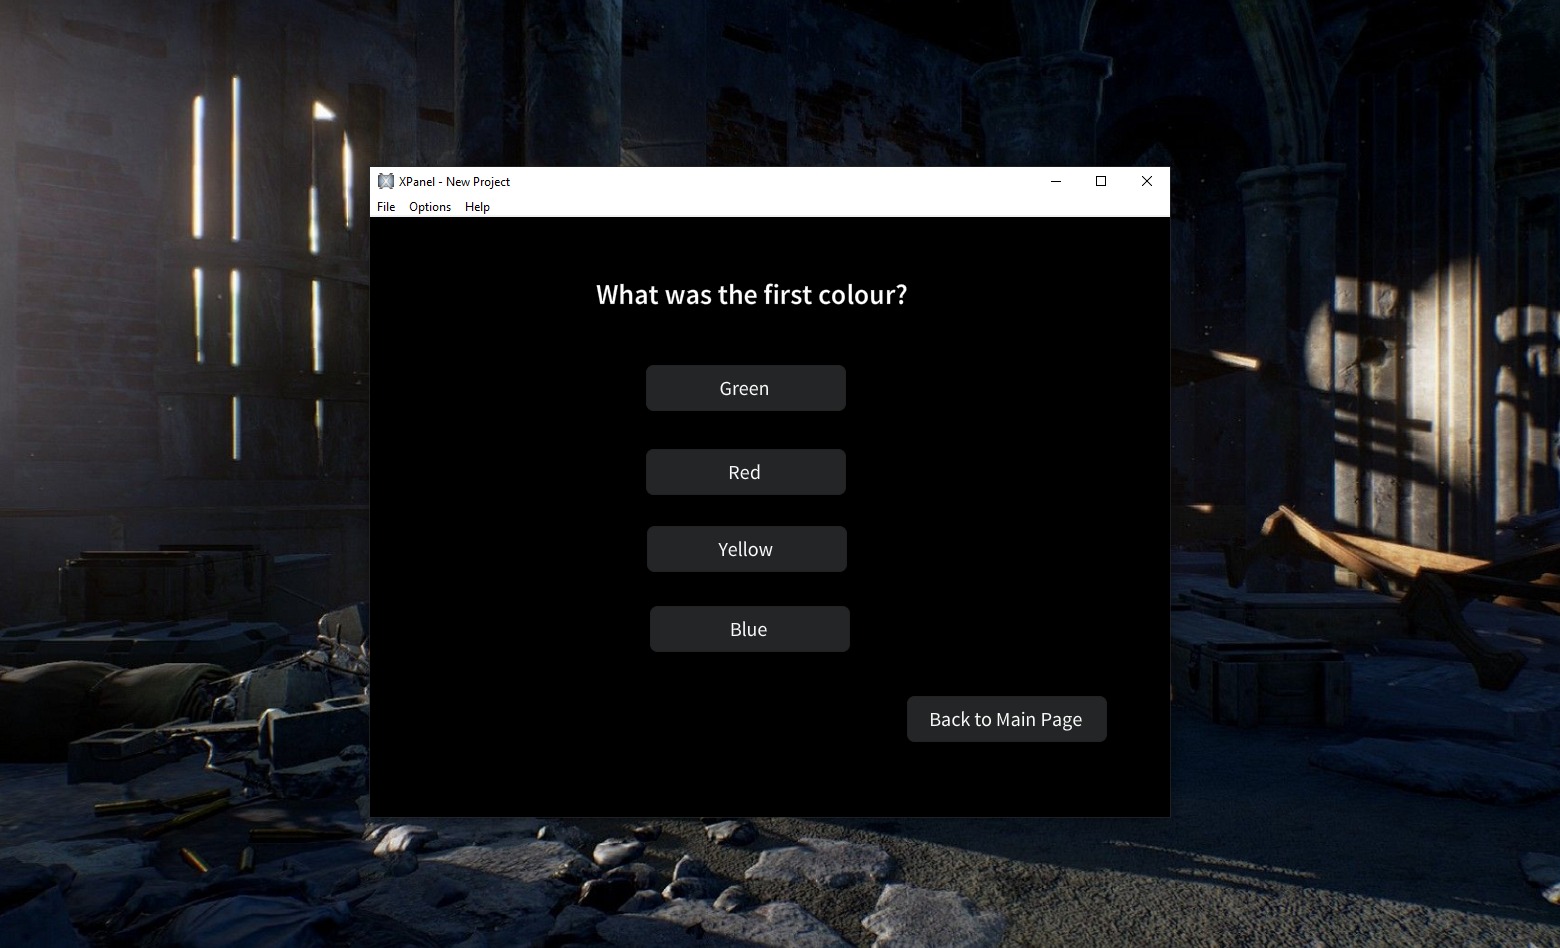 XPanel - New Project
File Options Help
What was the first colour?
Green
Red
Yellow
Blue
Back to Main Page